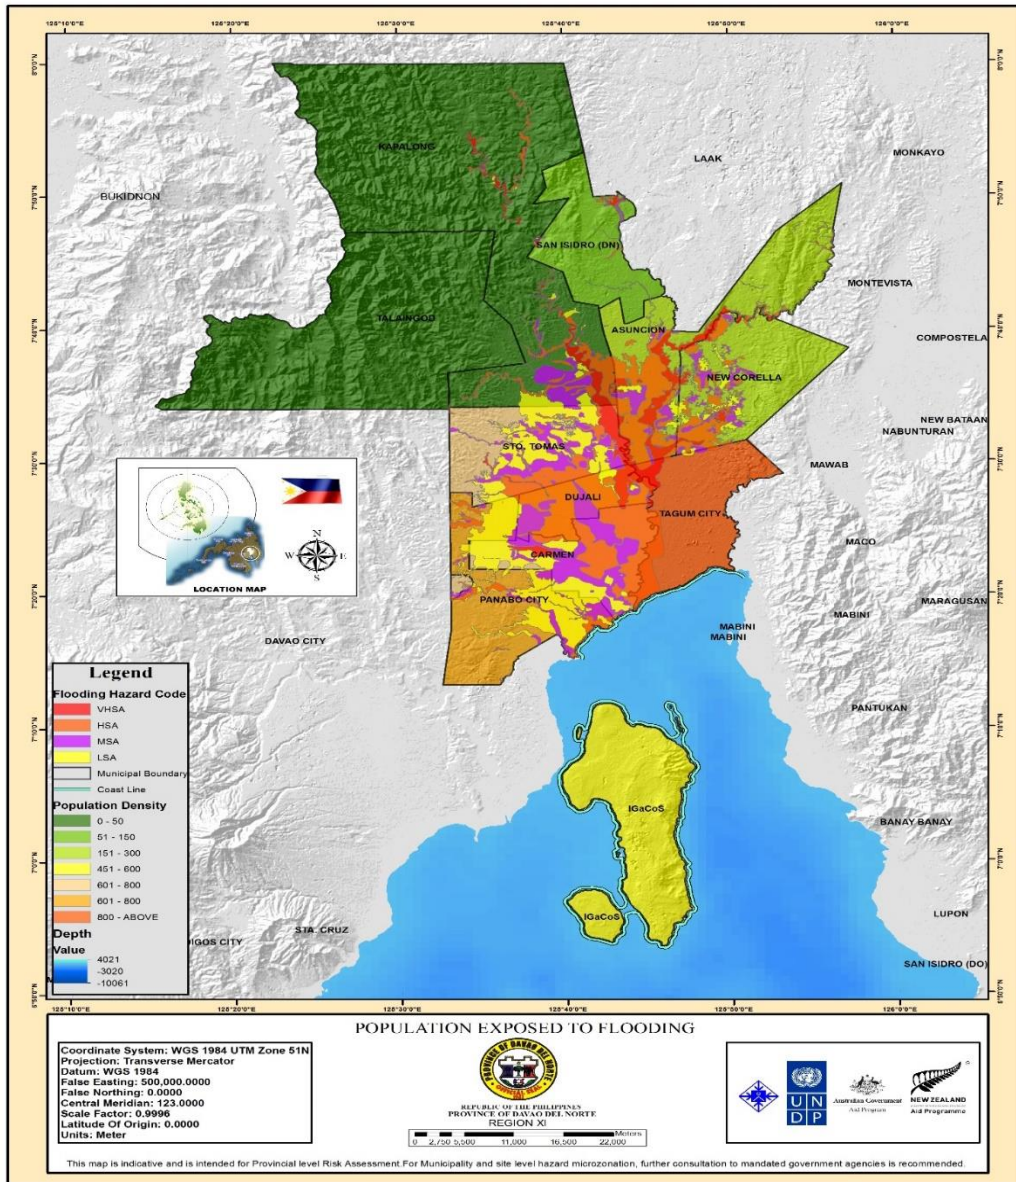 125°10'0"E 125°20'0"E 125°30'0"E 125°40'0"E 125°50'0"E 126°0'0"E
KAPALONG
LAAK
MONKAYO
BUKIDNON
SAN ISIDRO (DN)
MONTEVISTA
TALAINGOD
ASUNCION
COMPOSTELA
NEW CORELLA
NEW BATAAN
NABUNTURAN
STO. TOMAS
MAWAB
DUJALI
TAGUM CITY
MACO
CARMEN
W E
S
LOCATION MAP
PANABO CITY
MARAGUSAN
MABINI
MABINI
MABINI
DAVAO CITY
PANTUKAN
IGaCoS
BANAY BANAY
IGaCoS
LUPON
STA. CRUZ
IGOS CITY
SAN ISIDRO (DO)
Legend
Flooding Hazard Code
VHSA
HSA
MSA
LSA
Municipal Boundary
Coast Line
Population Density
0 - 50
51 - 150
151 - 300
451 - 600
601 - 800
601 - 800
800 - ABOVE
Depth
Value
4021
-3020
-10061
POPULATION EXPOSED TO FLOODING
Coordinate System: WGS 1984 UTM Zone 51N
Projection: Transverse Mercator
Datum: WGS 1984
False Easting: 500,000.0000
False Northing: 0.0000
Central Meridian: 123.0000
Scale Factor: 0.9996
Latitude Of Origin: 0.0000
Units: Meter
PROVINCE OF DAVAO DEL NORTE
REPUBLIC OF THE PHILIPPINES
PROVINCE OF DAVAO DEL NORTE
REGION XI
Meters
0 2,750 5,500 11,000 16,500 22,000
U N
D P
Australian Government
Aid Program
NEW ZEALAND
Aid Programme
This map is indicative and is intended for Provincial level Risk Assessment.For Municipality and site level hazard microzonation, further consultation to mandated government agencies is recommended.